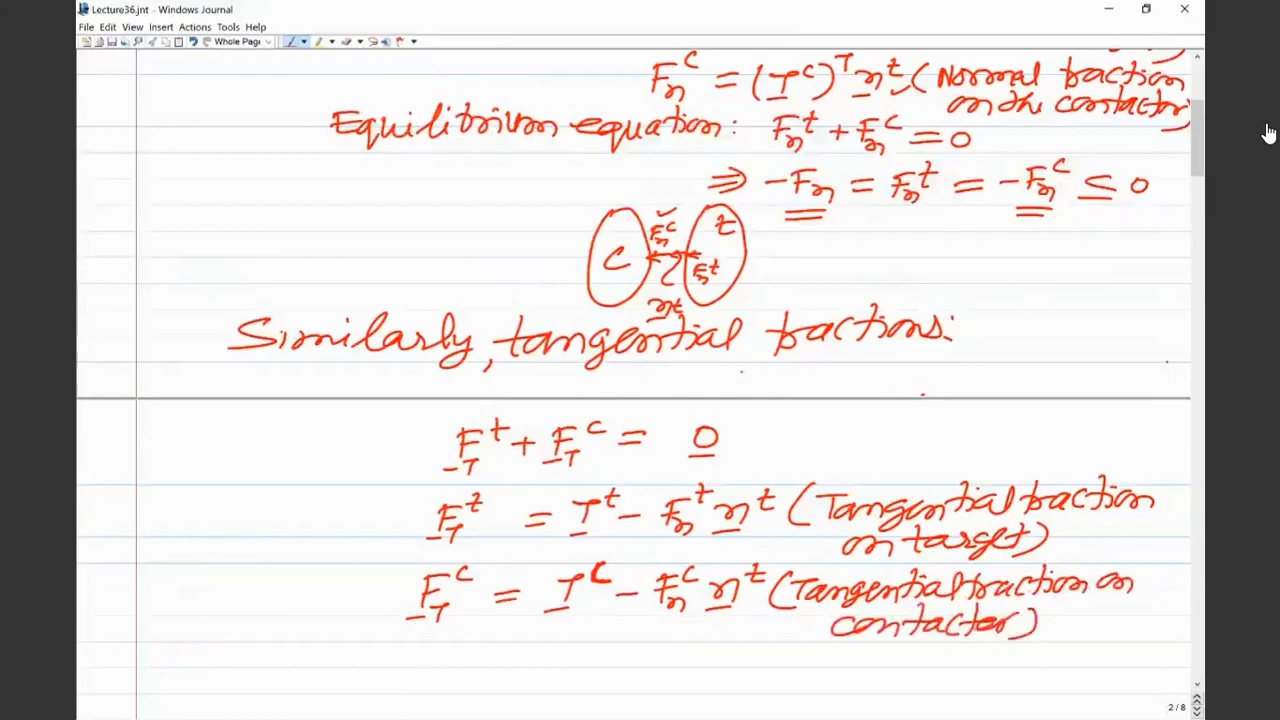 Lecture36.jnt - Windows Journal
File Edit View Insert Actions Tools Help
Whole Page
F_n^c = (T^c)^T n^t (Normal traction
on the contactor)
Equilibrium equation: F_n^t + F_n^c = 0
⇒ -F_n = F_n^t = -F_n^c ≤ 0
C F_n^c t
F_n^t
n^t
Similarly, tangential tractions:
F_T^t + F_T^c = 0
F_T^t = T^t - F_n^t n^t (Tangential traction
on target)
F_T^c = T^c - F_n^c n^t (Tangential traction on
contactor)
2 / 8